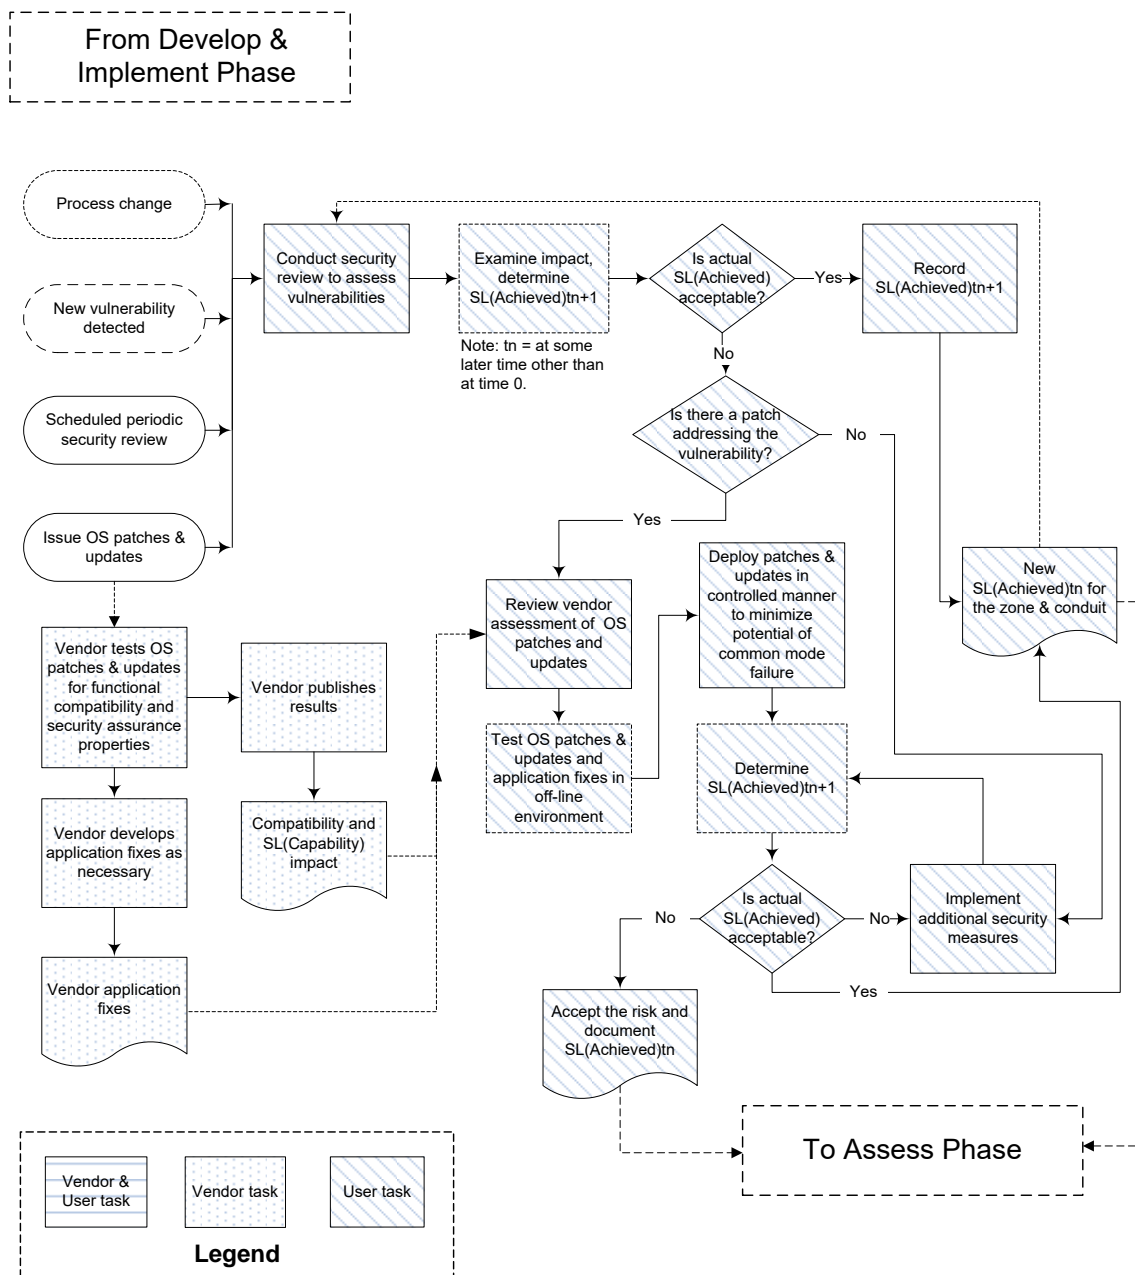 From Develop &
Implement Phase
Process change
New vulnerability
detected
Scheduled periodic
security review
Issue OS patches &
updates
Conduct security
review to assess
vulnerabilities
Examine impact,
determine
SL(Achieved)tn+1
Note: tn = at some
later time other than
at time 0.
Is actual
SL(Achieved)
acceptable?
Yes
Record
SL(Achieved)tn+1
No
Is there a patch
addressing the
vulnerability?
No
Yes
Vendor tests OS
patches & updates
for functional
compatibility and
security assurance
properties
Vendor publishes
results
Vendor develops
application fixes as
necessary
Compatibility and
SL(Capability)
impact
Vendor application
fixes
Review vendor
assessment of OS
patches and
updates
Test OS patches &
updates and
application fixes in
off-line
environment
Deploy patches &
updates in
controlled manner
to minimize
potential of
common mode
failure
New
SL(Achieved)tn for
the zone & conduit
Determine
SL(Achieved)tn+1
Is actual
SL(Achieved)
acceptable?
No
No
Yes
Implement
additional security
measures
Accept the risk and
document
SL(Achieved)tn
To Assess Phase
Vendor &
User task
Vendor task
User task
Legend